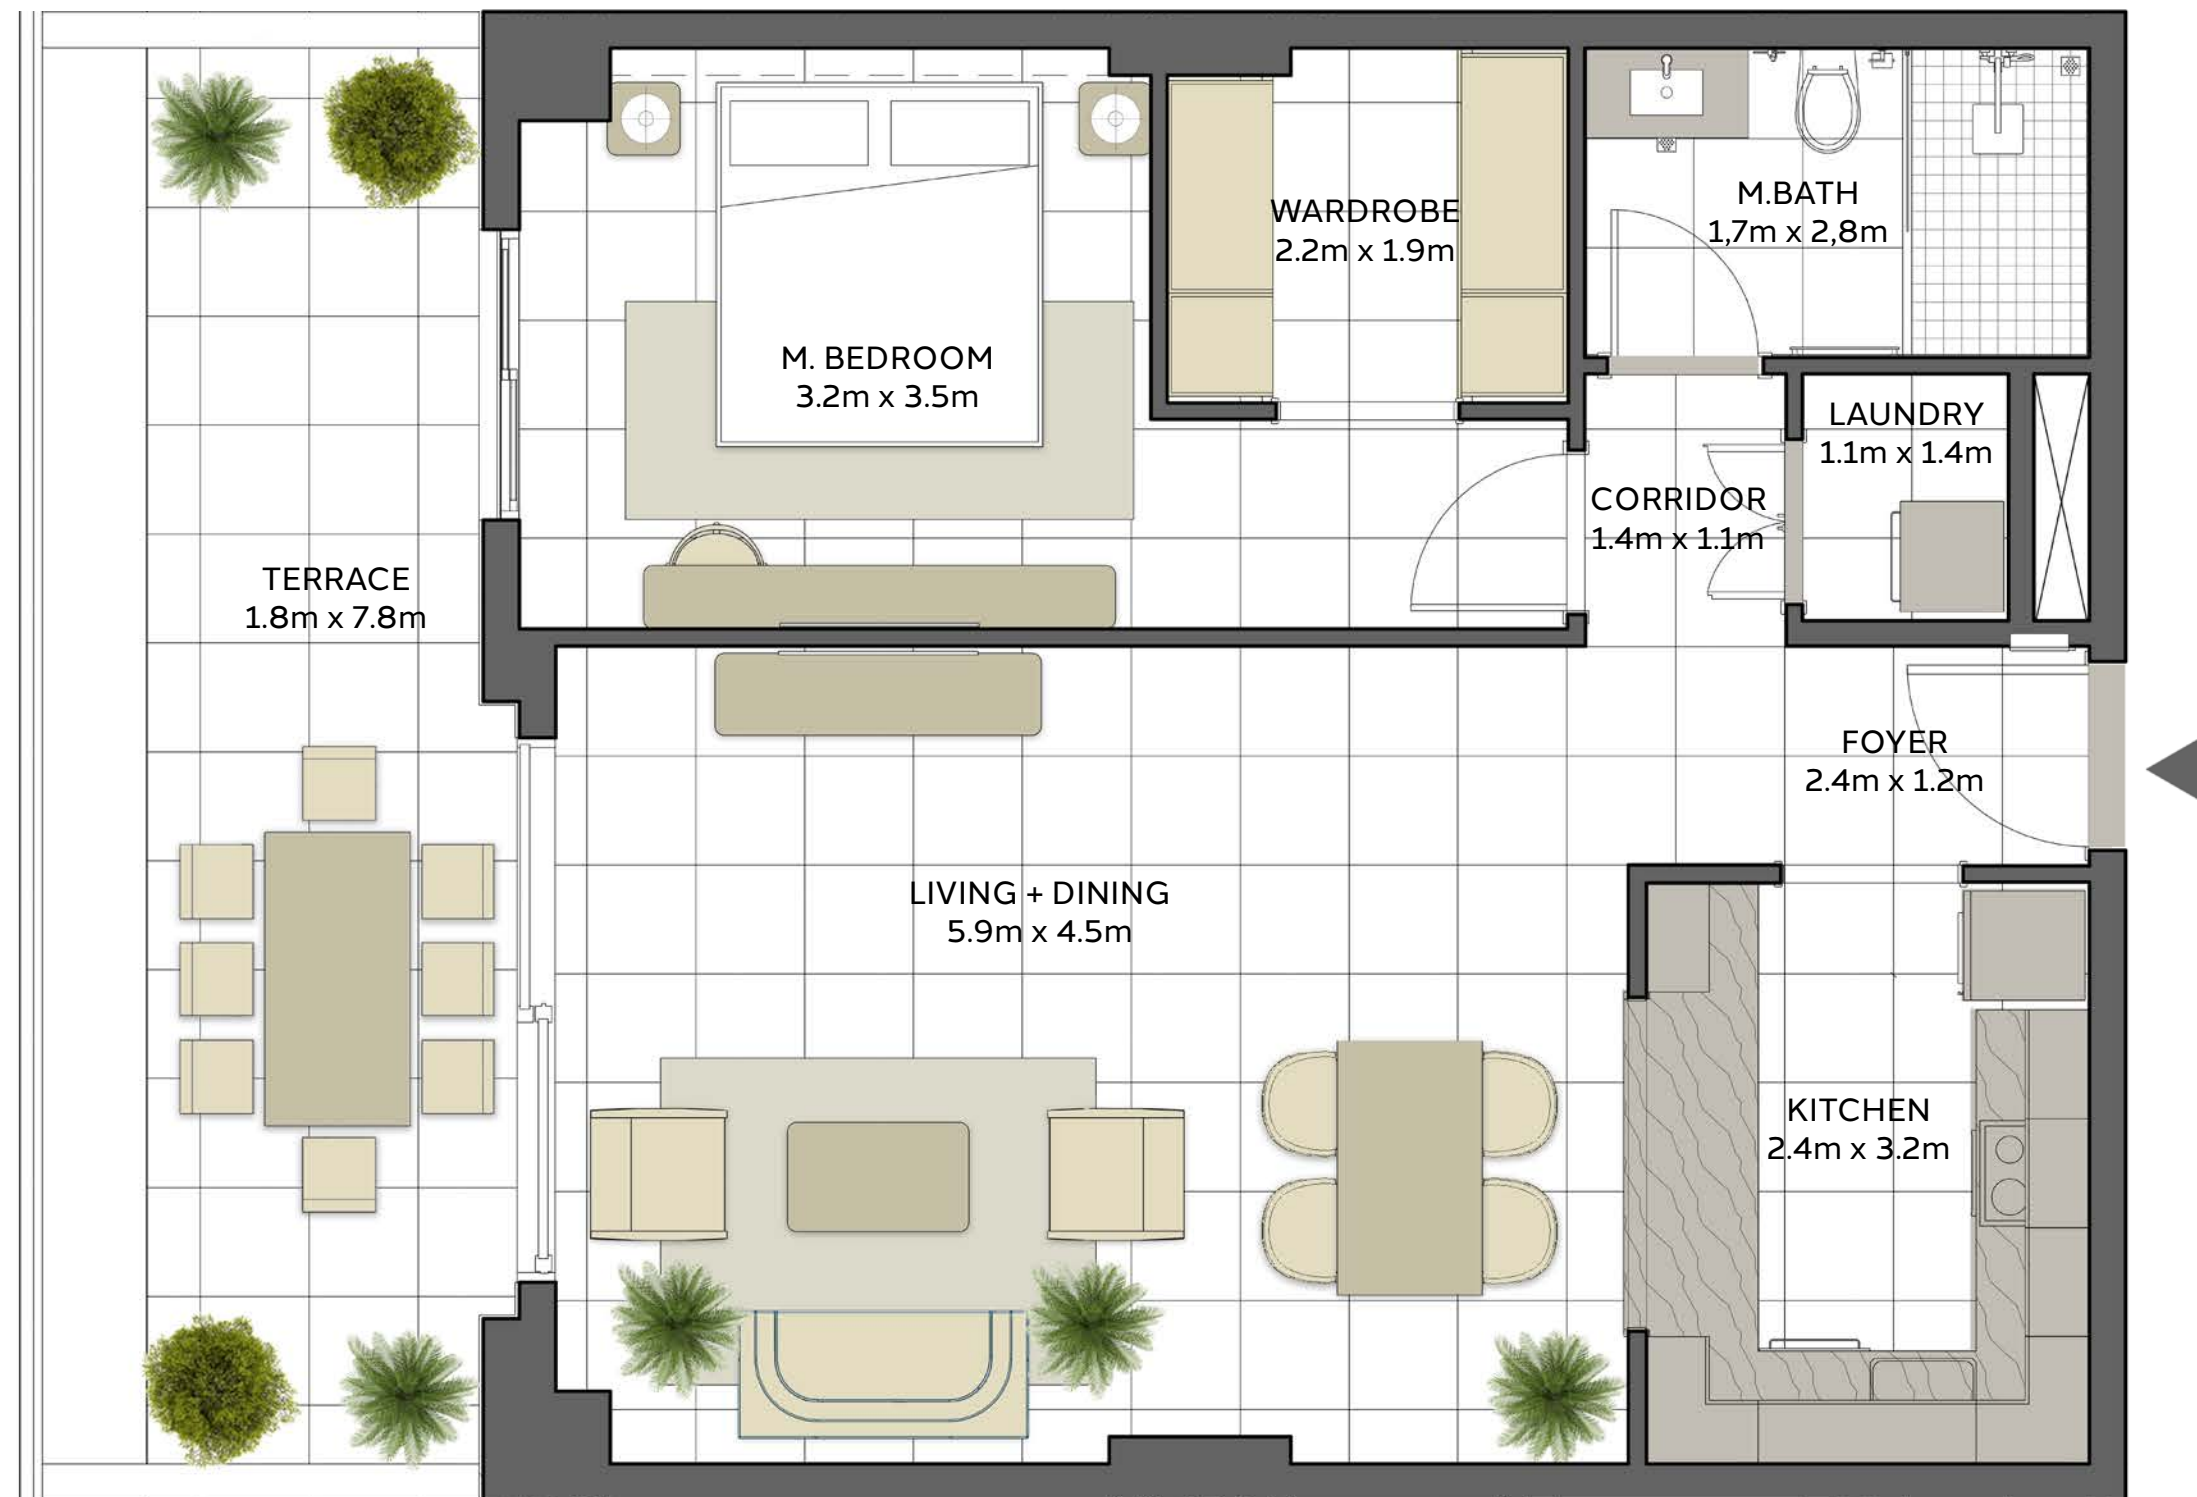 WARDROBE
2.2m x 1.9m
M.BATH
1,7m x 2,8m
M. BEDROOM
3.2m x 3.5m
LAUNDRY
1.1m x 1.4m
CORRIDOR
1.4m x 1.1m
TERRACE
1.8m x 7.8m
FOYER
2.4m x 1.2m
LIVING + DINING
5.9m x 4.5m
KITCHEN
2.4m x 3.2m